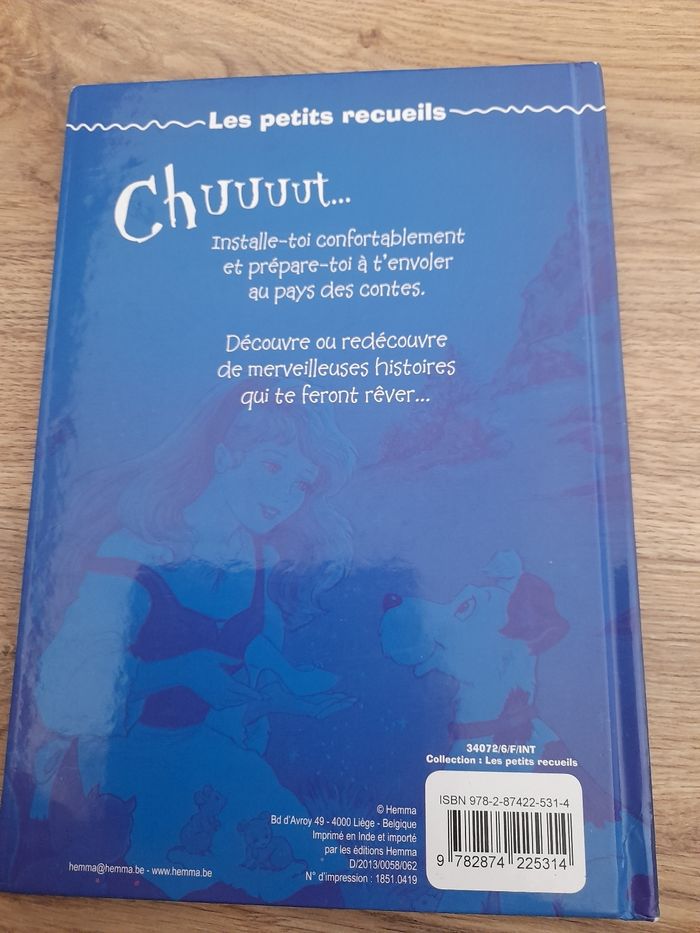 Les petits recueils
Chuuuut...
Installe-toi confortablement
et prépare-toi à t'envoler
au pays des contes.
Découvre ou redécouvre
de merveilleuses histoires
qui te feront rêver...
34072/6/F/INT
Collection : Les petits recueils
© Hemma
Bd d'Avroy 49 - 4000 Liège - Belgique
Imprimé en Inde et importé
par les éditions Hemma
D/2013/0058/062
N° d'impression : 1851.0419
hemma@hemma.be - www.hemma.be
ISBN 978-2-87422-531-4
9 782874 225314